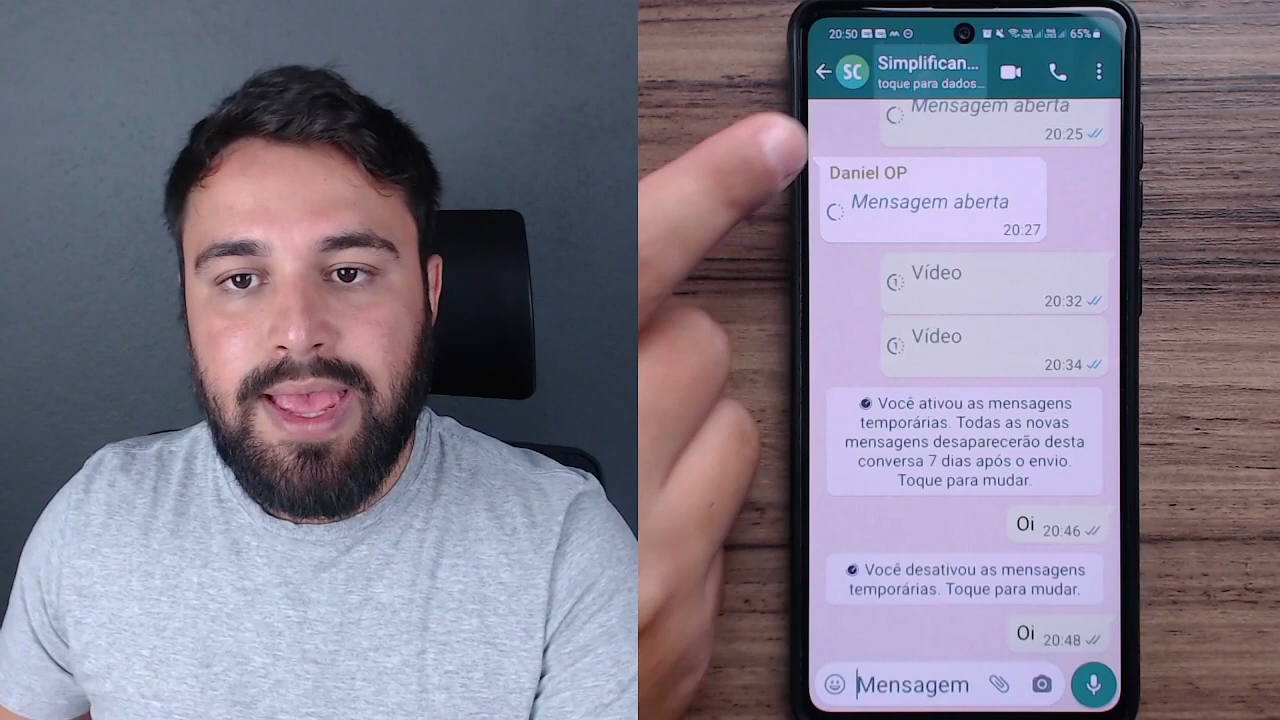 20:50
65%
SC
Simplifican...
toque para dados...
Mensagem aberta
20:25
Daniel OP
Mensagem aberta
20:27
1 Vídeo
20:32
1 Vídeo
20:34
Você ativou as mensagens
temporárias. Todas as novas
mensagens desaparecerão desta
conversa 7 dias após o envio.
Toque para mudar.
Oi 20:46
Você desativou as mensagens
temporárias. Toque para mudar.
Oi 20:48
Mensagem